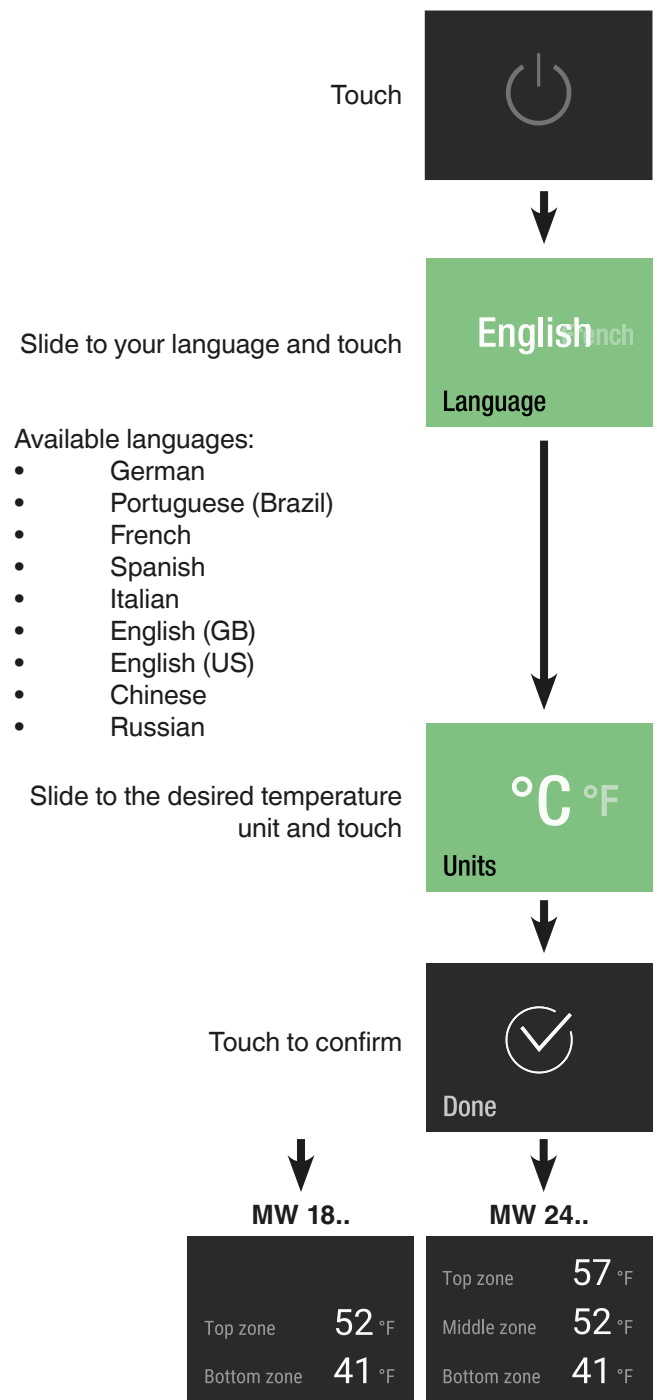 Touch
Slide to your language and touch
English French
Language
Available languages:
• German
• Portuguese (Brazil)
• French
• Spanish
• Italian
• English (GB)
• English (US)
• Chinese
• Russian
Slide to the desired temperature
unit and touch
°C °F
Units
Touch to confirm
Done
MW 18..
Top zone 52 °F
Bottom zone 41 °F
MW 24..
Top zone 57 °F
Middle zone 52 °F
Bottom zone 41 °F